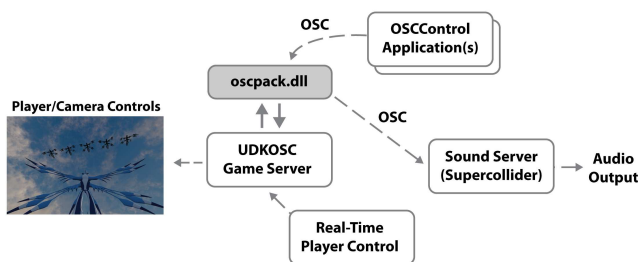 OSC
OSCControl
Application(s)
oscpack.dll
Player/Camera Controls
OSC
UDKOSC
Game Server
Sound Server
(Supercollider)
Audio
Output
Real-Time
Player Control